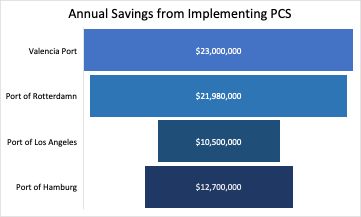 Annual Savings from Implementing PCS
Valencia Port
$23,000,000
Port of Rotterdamn
$21,980,000
Port of Los Angeles
$10,500,000
Port of Hamburg
$12,700,000